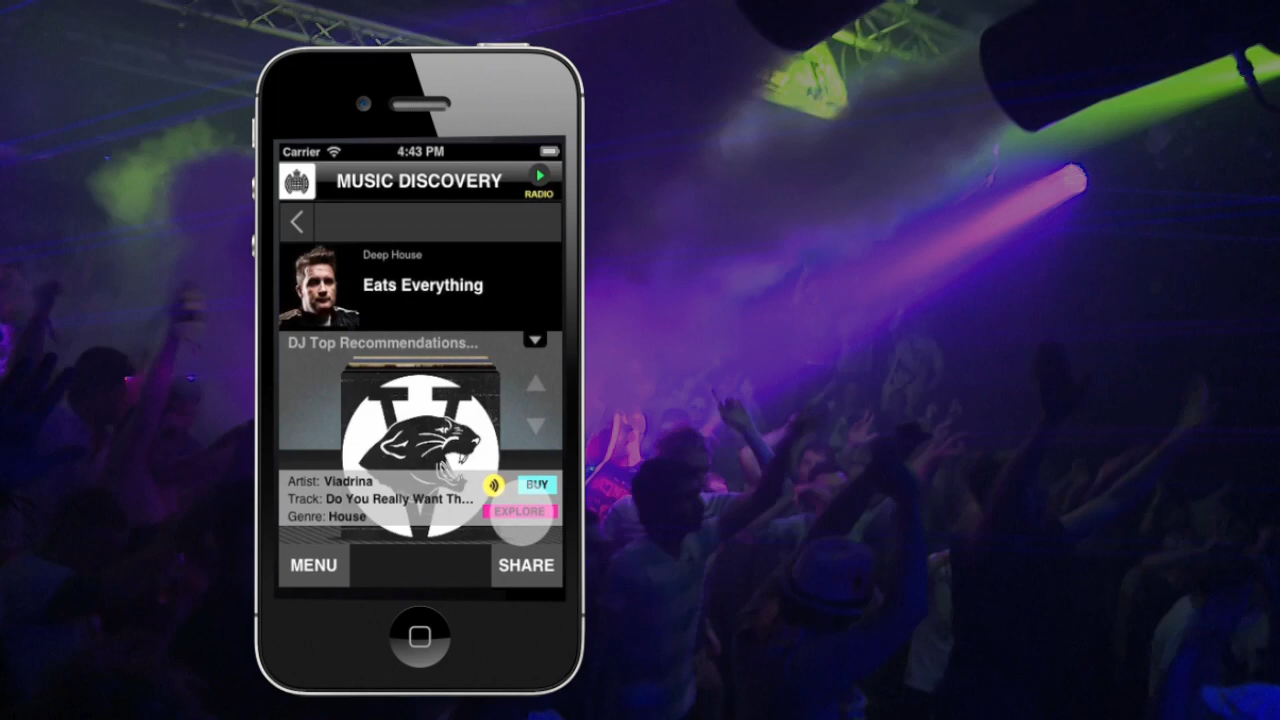 Carrier 4:43 PM
MUSIC DISCOVERY
RADIO
Deep House
Eats Everything
DJ Top Recommendations...
Artist: Viadrina
BUY
Track: Do You Really Want Th...
EXPLORE
Genre: House
MENU
SHARE